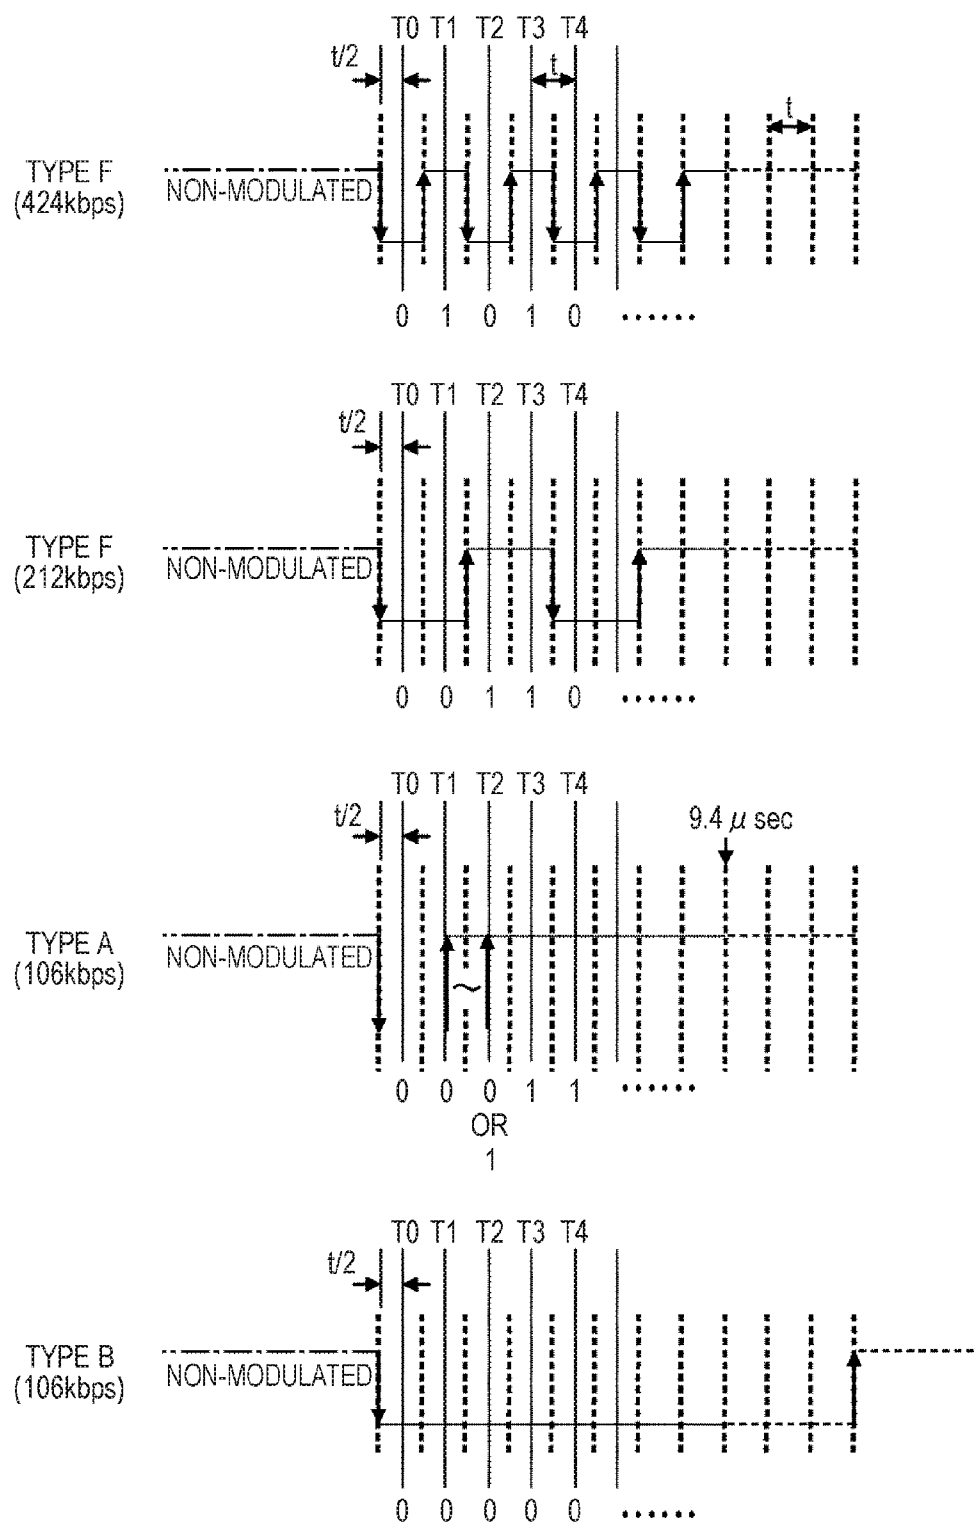 T0 T1 T2 T3 T4
t/2
t
t
TYPE F
(424kbps)
NON-MODULATED
0 1 0 1 0 ······
T0 T1 T2 T3 T4
t/2
TYPE F
(212kbps)
NON-MODULATED
0 0 1 1 0 ······
T0 T1 T2 T3 T4
t/2
9.4 μ sec
TYPE A
(106kbps)
NON-MODULATED
~
0 0 0 1 1 ······
OR
1
T0 T1 T2 T3 T4
t/2
TYPE B
(106kbps)
NON-MODULATED
0 0 0 0 0 ······